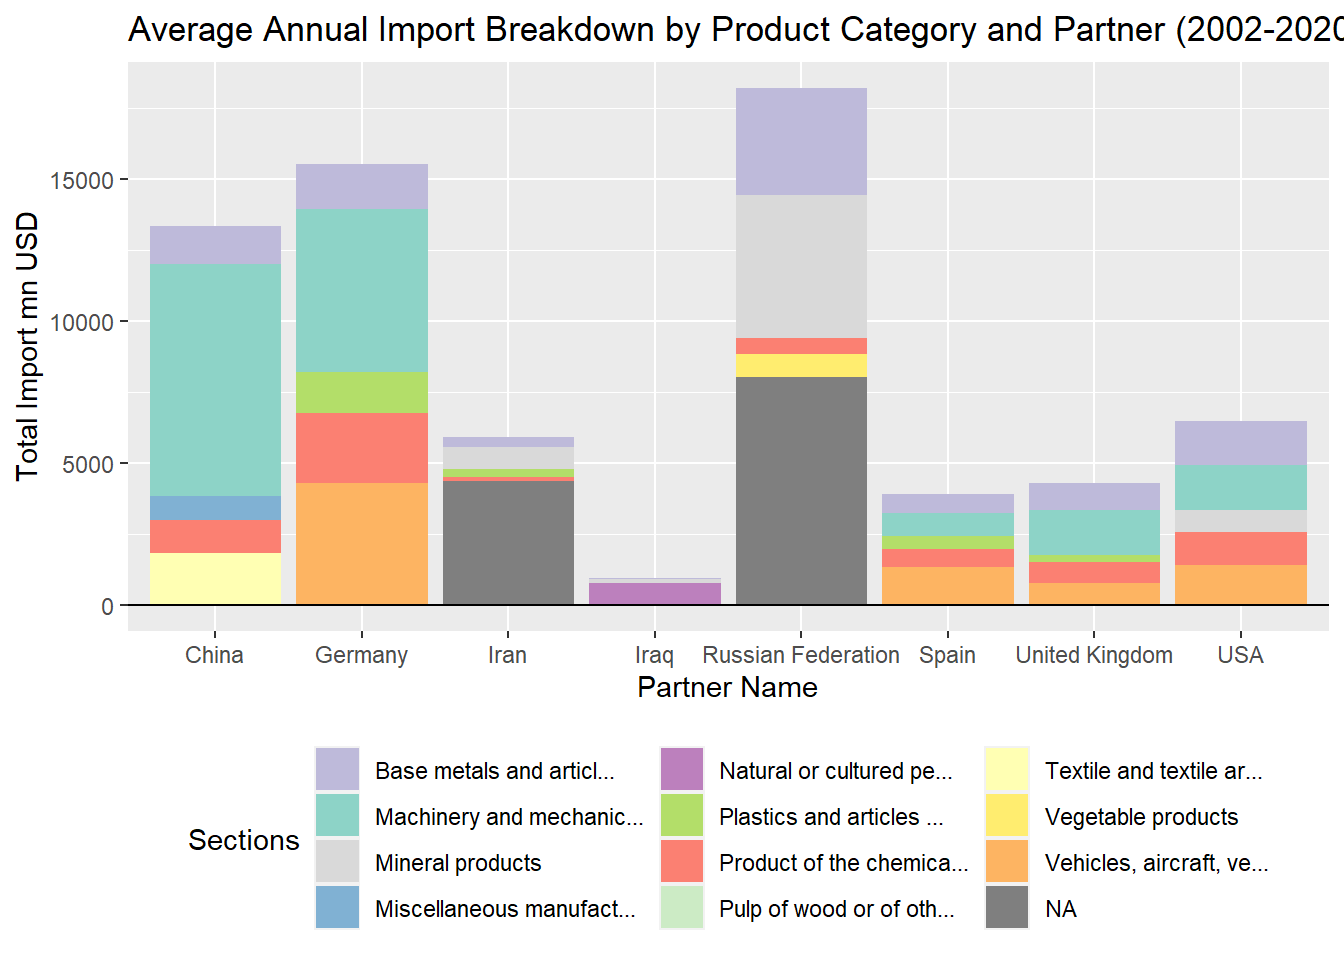 Average Annual Import Breakdown by Product Category and Partner (2002-2020
Total Import mn USD
15000
10000
5000
0
China Germany Iran Iraq Russian Federation Spain United Kingdom USA
Partner Name
Sections
Base metals and articl...
Machinery and mechanic...
Mineral products
Miscellaneous manufact...
Natural or cultured pe...
Plastics and articles ...
Product of the chemica...
Pulp of wood or of oth...
Textile and textile ar...
Vegetable products
Vehicles, aircraft, ve...
NA